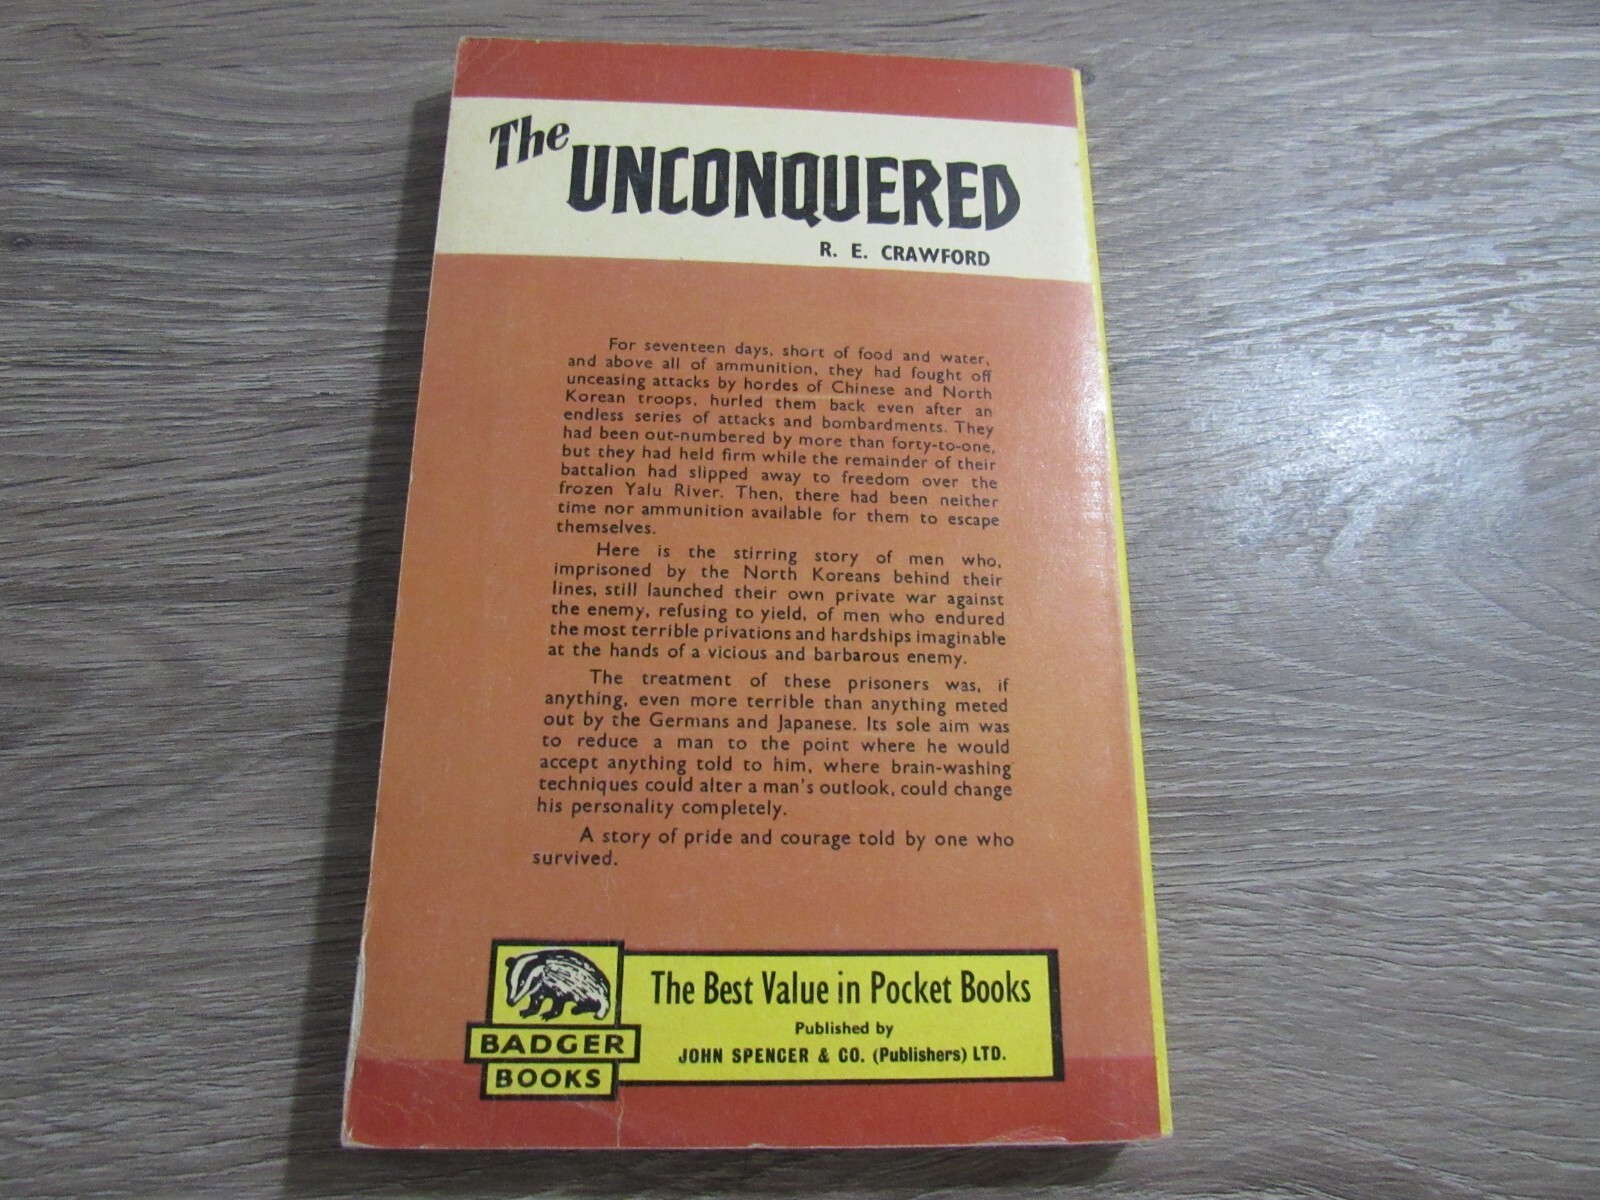 The
UNCONQUERED
R. E. CRAWFORD
For seventeen days, short of food and water,
and above all of ammunition, they had fought off
unceasing attacks by hordes of Chinese and North
Korean troops, hurled them back even after an
endless series of attacks and bombardments. They
had been out-numbered by more than forty-to-one,
but they had held firm while the remainder of their
battalion had slipped away to freedom over the
frozen Yalu River. Then, there had been neither
time nor ammunition available for them to escape
themselves.
Here is the stirring story of men who,
imprisoned by the North Koreans behind their
lines, still launched their own private war against
the enemy, refusing to yield, of men who endured
the most terrible privations and hardships imaginable
at the hands of a vicious and barbarous enemy.
The treatment of these prisoners was, if
anything, even more terrible than anything meted
out by the Germans and Japanese. Its sole aim was
to reduce a man to the point where he would
accept anything told to him, where brain-washing
techniques could alter a man's outlook, could change
his personality completely.
A story of pride and courage told by one who
survived.
The Best Value in Pocket Books
Published by
JOHN SPENCER & CO. (Publishers) LTD.
BADGER
BOOKS